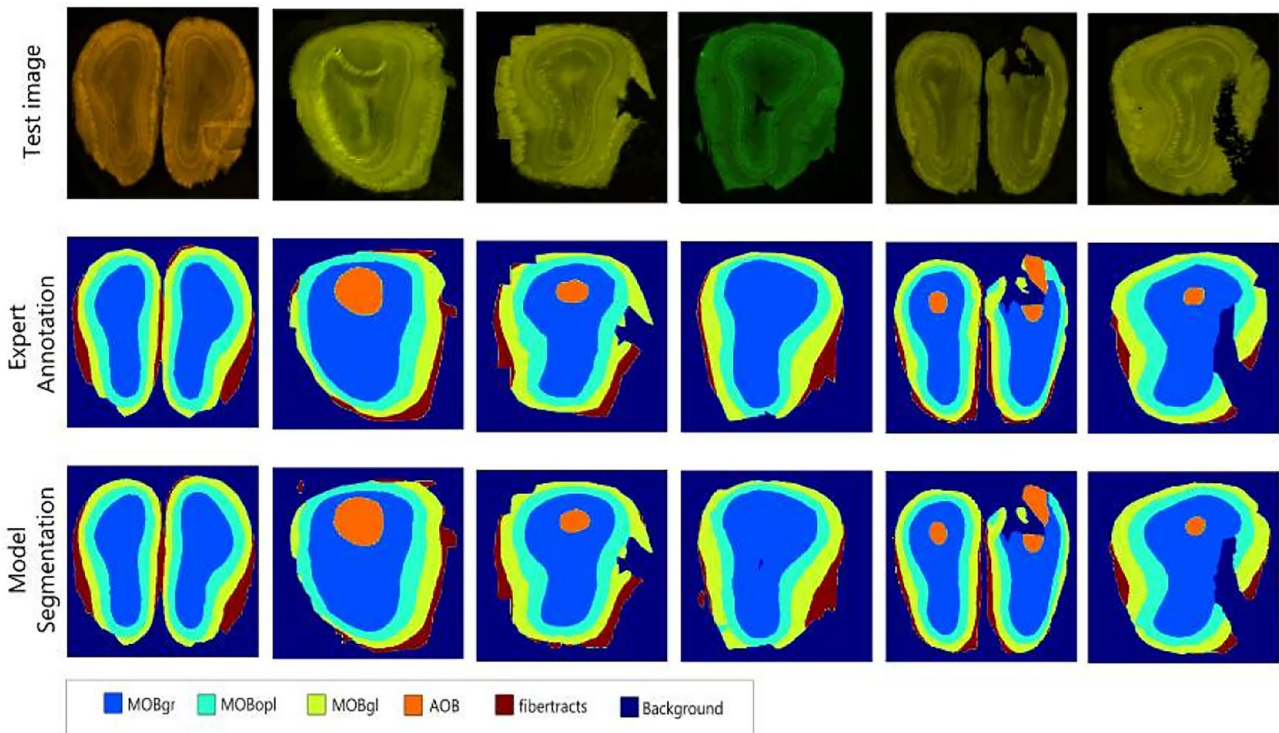 Test image
Expert
Annotation
Model
Segmentation
MOBgr MOBopl MOBgl AOB fibertracts Background